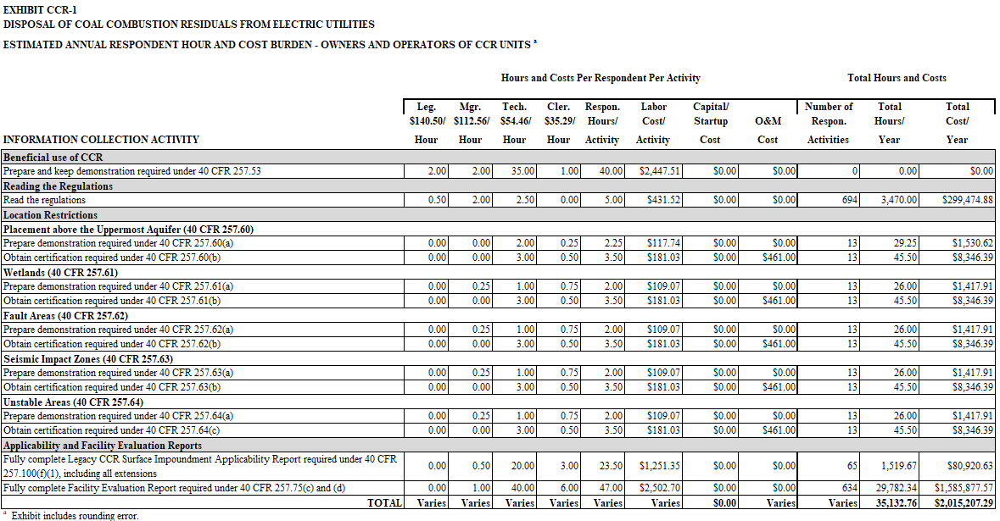 EXHIBIT CCR-1
DISPOSAL OF COAL COMBUSTION RESIDUALS FROM ELECTRIC UTILITIES
ESTIMATED ANNUAL RESPONDENT HOUR AND COST BURDEN - OWNERS AND OPERATORS OF CCR UNITS a
Hours and Costs Per Respondent Per Activity Total Hours and Costs
Leg. Mgr. Tech. Cler. Respon. Labor Capital/ Number of Total Total
$140.50/ $112.56/ $54.46/ $35.29/ Hours/ Cost/ Startup O&M Respon. Hours/ Cost/
INFORMATION COLLECTION ACTIVITY Hour Hour Hour Hour Activity Activity Cost Cost Activities Year Year
Beneficial use of CCR
Prepare and keep demonstration required under 40 CFR 257.53 2.00 2.00 35.00 1.00 40.00 $2,447.51 $0.00 $0.00 0 0.00 $0.00
Reading the Regulations
Read the regulations 0.50 2.00 2.50 0.00 5.00 $431.52 $0.00 $0.00 694 3,470.00 $299,474.88
Location Restrictions
Placement above the Uppermost Aquifer (40 CFR 257.60)
Prepare demonstration required under 40 CFR 257.60(a) 0.00 0.00 2.00 0.25 2.25 $117.74 $0.00 $0.00 13 29.25 $1,530.62
Obtain certification required under 40 CFR 257.60(b) 0.00 0.00 3.00 0.50 3.50 $181.03 $0.00 $461.00 13 45.50 $8,346.39
Wetlands (40 CFR 257.61)
Prepare demonstration required under 40 CFR 257.61(a) 0.00 0.25 1.00 0.75 2.00 $109.07 $0.00 $0.00 13 26.00 $1,417.91
Obtain certification required under 40 CFR 257.61(b) 0.00 0.00 3.00 0.50 3.50 $181.03 $0.00 $461.00 13 45.50 $8,346.39
Fault Areas (40 CFR 257.62)
Prepare demonstration required under 40 CFR 257.62(a) 0.00 0.25 1.00 0.75 2.00 $109.07 $0.00 $0.00 13 26.00 $1,417.91
Obtain certification required under 40 CFR 257.62(b) 0.00 0.00 3.00 0.50 3.50 $181.03 $0.00 $461.00 13 45.50 $8,346.39
Seismic Impact Zones (40 CFR 257.63)
Prepare demonstration required under 40 CFR 257.63(a) 0.00 0.25 1.00 0.75 2.00 $109.07 $0.00 $0.00 13 26.00 $1,417.91
Obtain certification required under 40 CFR 257.63(b) 0.00 0.00 3.00 0.50 3.50 $181.03 $0.00 $461.00 13 45.50 $8,346.39
Unstable Areas (40 CFR 257.64)
Prepare demonstration required under 40 CFR 257.64(a) 0.00 0.25 1.00 0.75 2.00 $109.07 $0.00 $0.00 13 26.00 $1,417.91
Obtain certification required under 40 CFR 257.64(c) 0.00 0.00 3.00 0.50 3.50 $181.03 $0.00 $461.00 13 45.50 $8,346.39
Applicability and Facility Evaluation Reports
Fully complete Legacy CCR Surface Impoundment Applicability Report required under 40 CFR
257.100(f)(1), including all extensions 0.00 0.50 20.00 3.00 23.50 $1,251.35 $0.00 $0.00 65 1,519.67 $80,920.63
Fully complete Facility Evaluation Report required under 40 CFR 257.75(c) and (d) 0.00 1.00 40.00 6.00 47.00 $2,502.70 $0.00 $0.00 634 29,782.34 $1,585,877.57
TOTAL Varies Varies Varies Varies Varies Varies $0.00 Varies Varies 35,132.76 $2,015,207.29
a Exhibit includes rounding error.